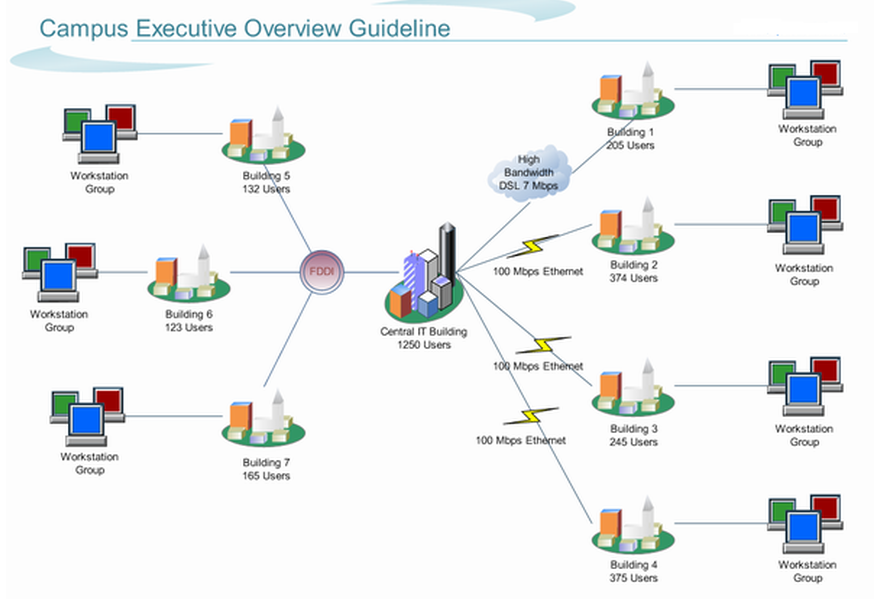 Campus Executive Overview Guideline
Building 1
205 Users
Workstation
Group
High
Bandwidth
DSL 7 Mbps
Building 5
132 Users
Workstation
Group
100 Mbps Ethernet
Building 2
374 Users
Workstation
Group
FDDI
Building 6
123 Users
Workstation
Group
Central IT Building
1250 Users
100 Mbps Ethernet
Building 3
245 Users
Workstation
Group
100 Mbps Ethernet
Building 7
165 Users
Workstation
Group
Building 4
375 Users
Workstation
Group